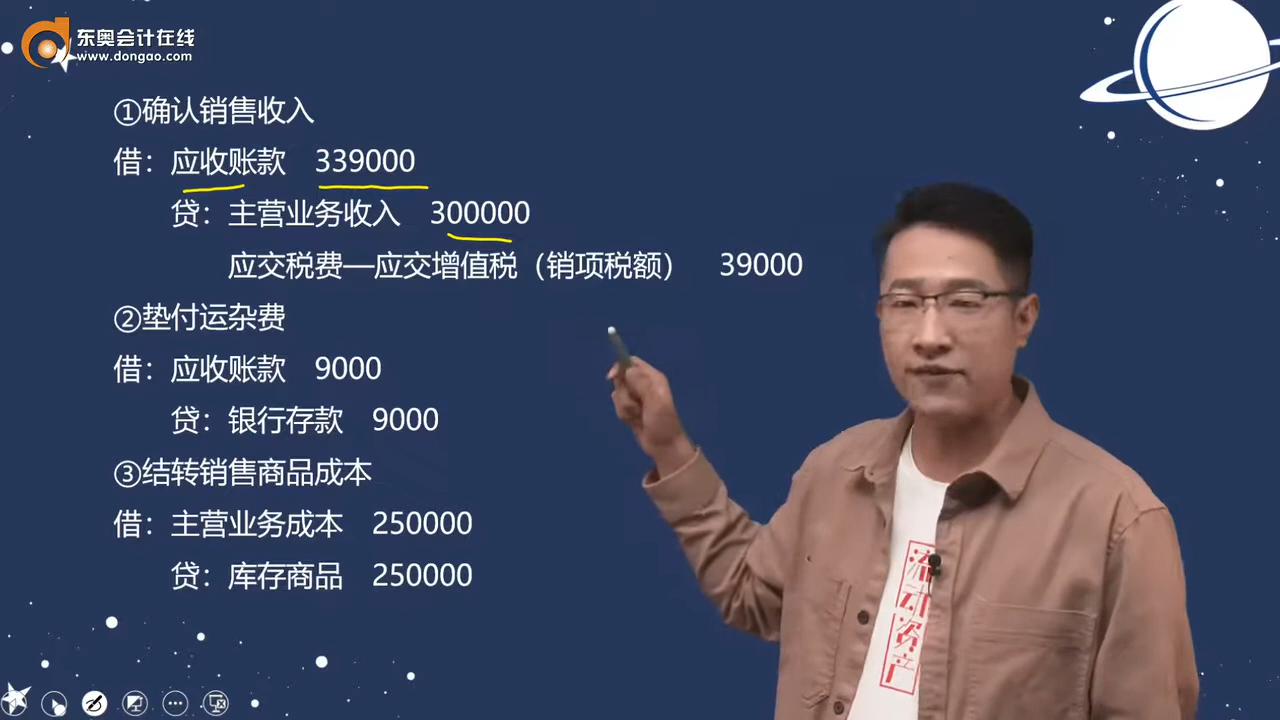 东奥会计在线
www.dongao.com
①确认销售收入
借：应收账款 339000
贷：主营业务收入 300000
应交税费—应交增值税（销项税额） 39000
②垫付运杂费
借：应收账款 9000
贷：银行存款 9000
③结转销售商品成本
借：主营业务成本 250000
贷：库存商品 250000
流动资产